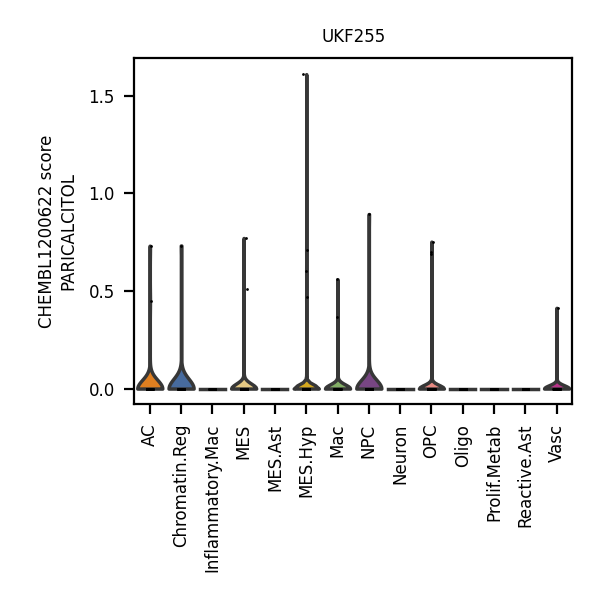 UKF255
CHEMBL1200622 score
PARICALCITOL
1.5
1.0
0.5
0.0
AC
Chromatin.Reg
Inflammatory.Mac
MES
MES.Ast
MES.Hyp
Mac
NPC
Neuron
OPC
Oligo
Prolif.Metab
Reactive.Ast
Vasc